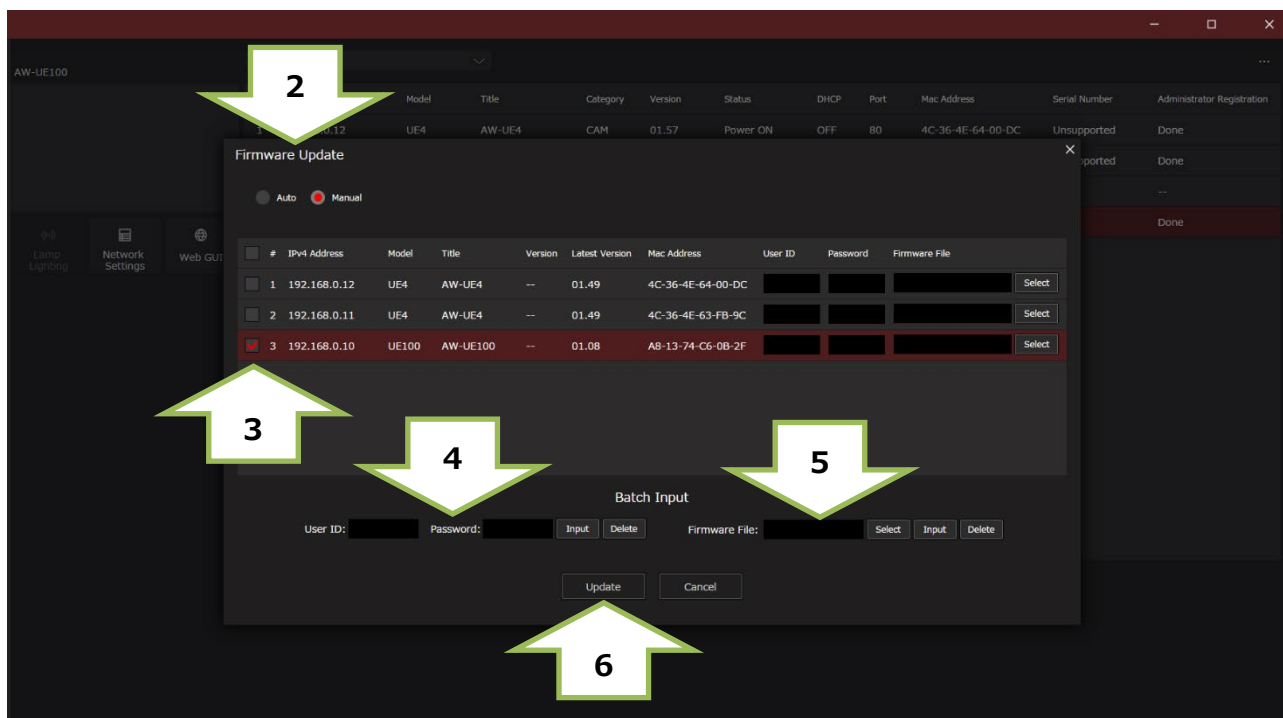 AW-UE100
...
Model Title Category Version Status DHCP Port Mac Address Serial Number Administrator Registration
1 .12 UE4 AW-UE4 CAM 01.57 Power ON OFF 80 4C-36-4E-64-00-DC Unsupported Done
Done
--
Done
Lamp Lighting
Network Settings
Web GUI
2
Firmware Update
Auto Manual
# IPv4 Address Model Title Version Latest Version Mac Address User ID Password Firmware File
1 192.168.0.12 UE4 AW-UE4 -- 01.49 4C-36-4E-64-00-DC Select
2 192.168.0.11 UE4 AW-UE4 -- 01.49 4C-36-4E-63-FB-9C Select
3 192.168.0.10 UE100 AW-UE100 -- 01.08 A8-13-74-C6-0B-2F Select
3
4
5
Batch Input
User ID: Password: Input Delete Firmware File: Select Input Delete
Update Cancel
6